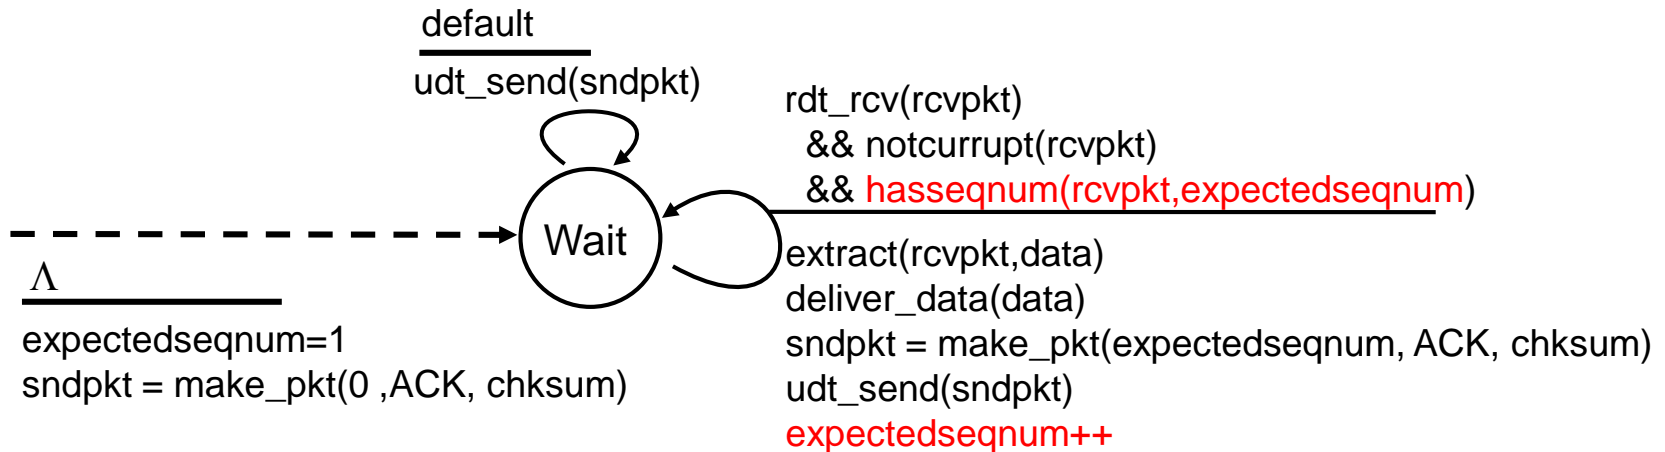 default
udt_send(sndpkt)
rdt_rcv(rcvpkt)
&& notcurrupt(rcvpkt)
&& hasseqnum(rcvpkt,expectedseqnum)
Wait
Λ
expectedseqnum=1
sndpkt = make_pkt(0 ,ACK, chksum)
extract(rcvpkt,data)
deliver_data(data)
sndpkt = make_pkt(expectedseqnum, ACK, chksum)
udt_send(sndpkt)
expectedseqnum++